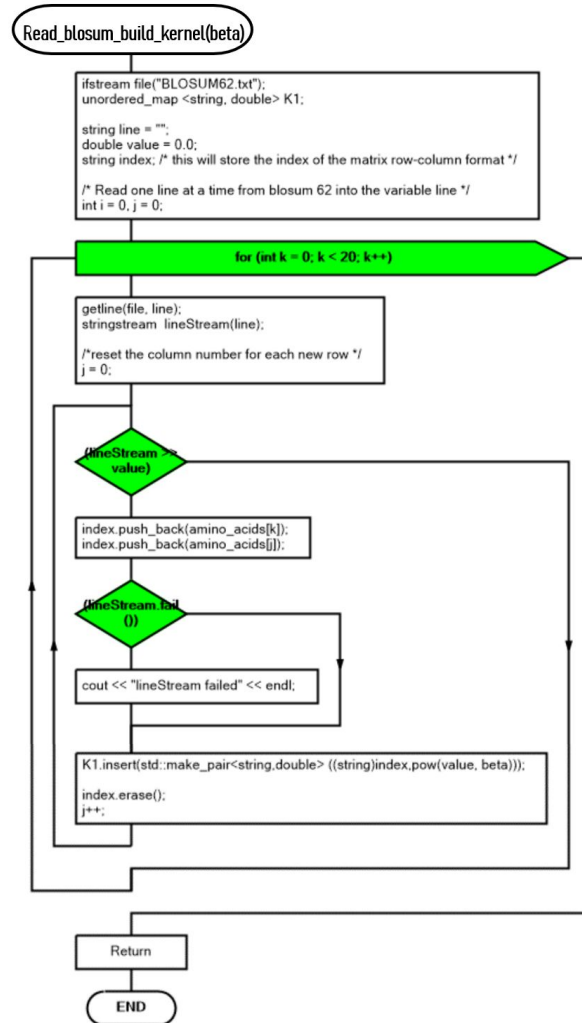 Read_blosum_build_kernel(beta)
ifstream file("BLOSUM62.txt");
unordered_map <string, double> K1;
string line = "";
double value = 0.0;
string index; /* this will store the index of the matrix row-column format */
/* Read one line at a time from blosum 62 into the variable line */
int i = 0, j = 0;
for (int k = 0; k < 20; k++)
getline(file, line);
stringstream lineStream(line);
/*reset the column number for each new row */
j = 0;
(lineStream >>
value)
index.push_back(amino_acids[k]);
index.push_back(amino_acids[j]);
(lineStream.fail
())
cout << "lineStream failed" << endl;
K1.insert(std::make_pair<string,double> ((string)index,pow(value, beta)));
index.erase();
j++;
Return
END